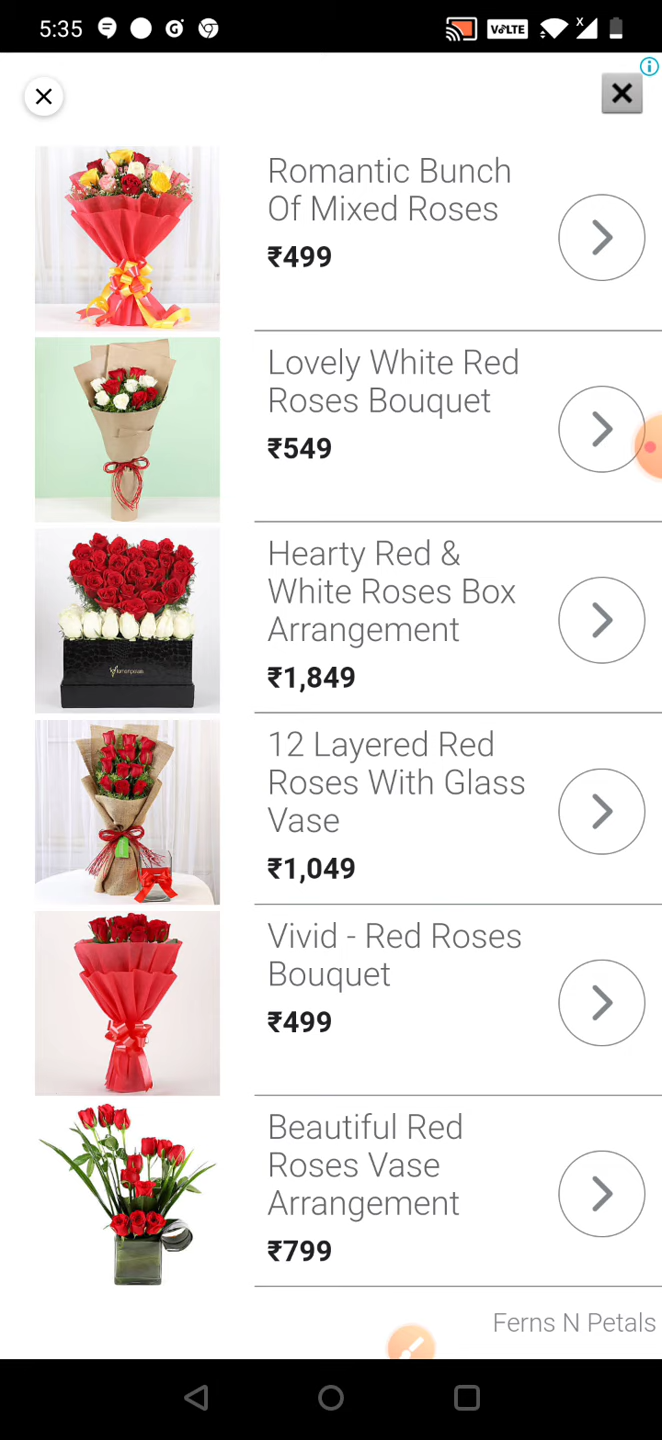 5:35
VoLTE
X
Romantic Bunch
Of Mixed Roses
₹499
Lovely White Red
Roses Bouquet
₹549
Hearty Red &
White Roses Box
Arrangement
₹1,849
12 Layered Red
Roses With Glass
Vase
₹1,049
Vivid - Red Roses
Bouquet
₹499
Beautiful Red
Roses Vase
Arrangement
₹799
Ferns N Petals